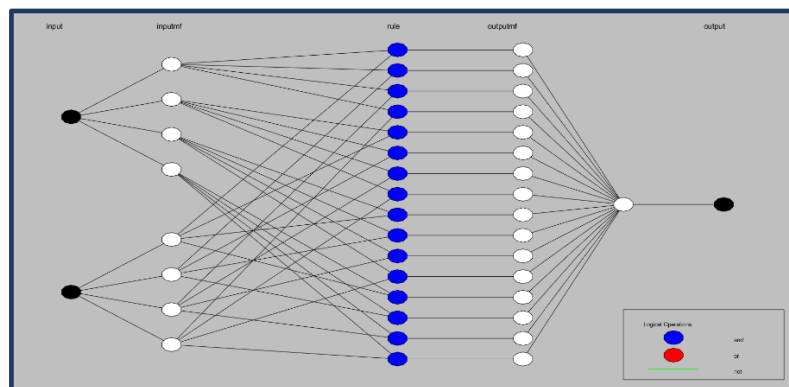 input inputmf rule outputmf output
Logical Operations
and
or
not